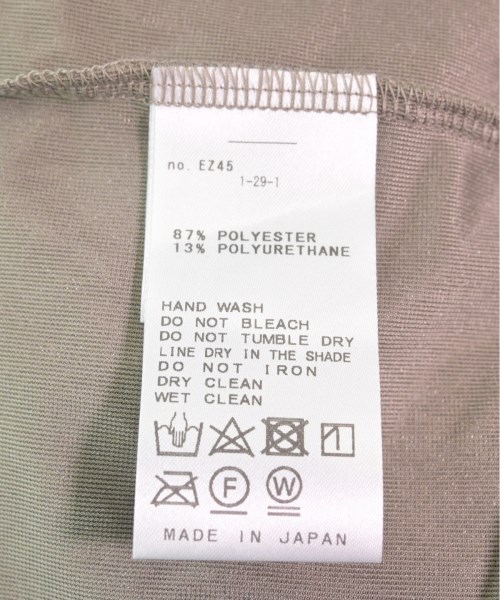 no. EZ45
1-29-1
87% POLYESTER
13% POLYURETHANE
HAND WASH
DO NOT BLEACH
DO NOT TUMBLE DRY
LINE DRY IN THE SHADE
DO NOT IRON
DRY CLEAN
WET CLEAN
F W
MADE IN JAPAN